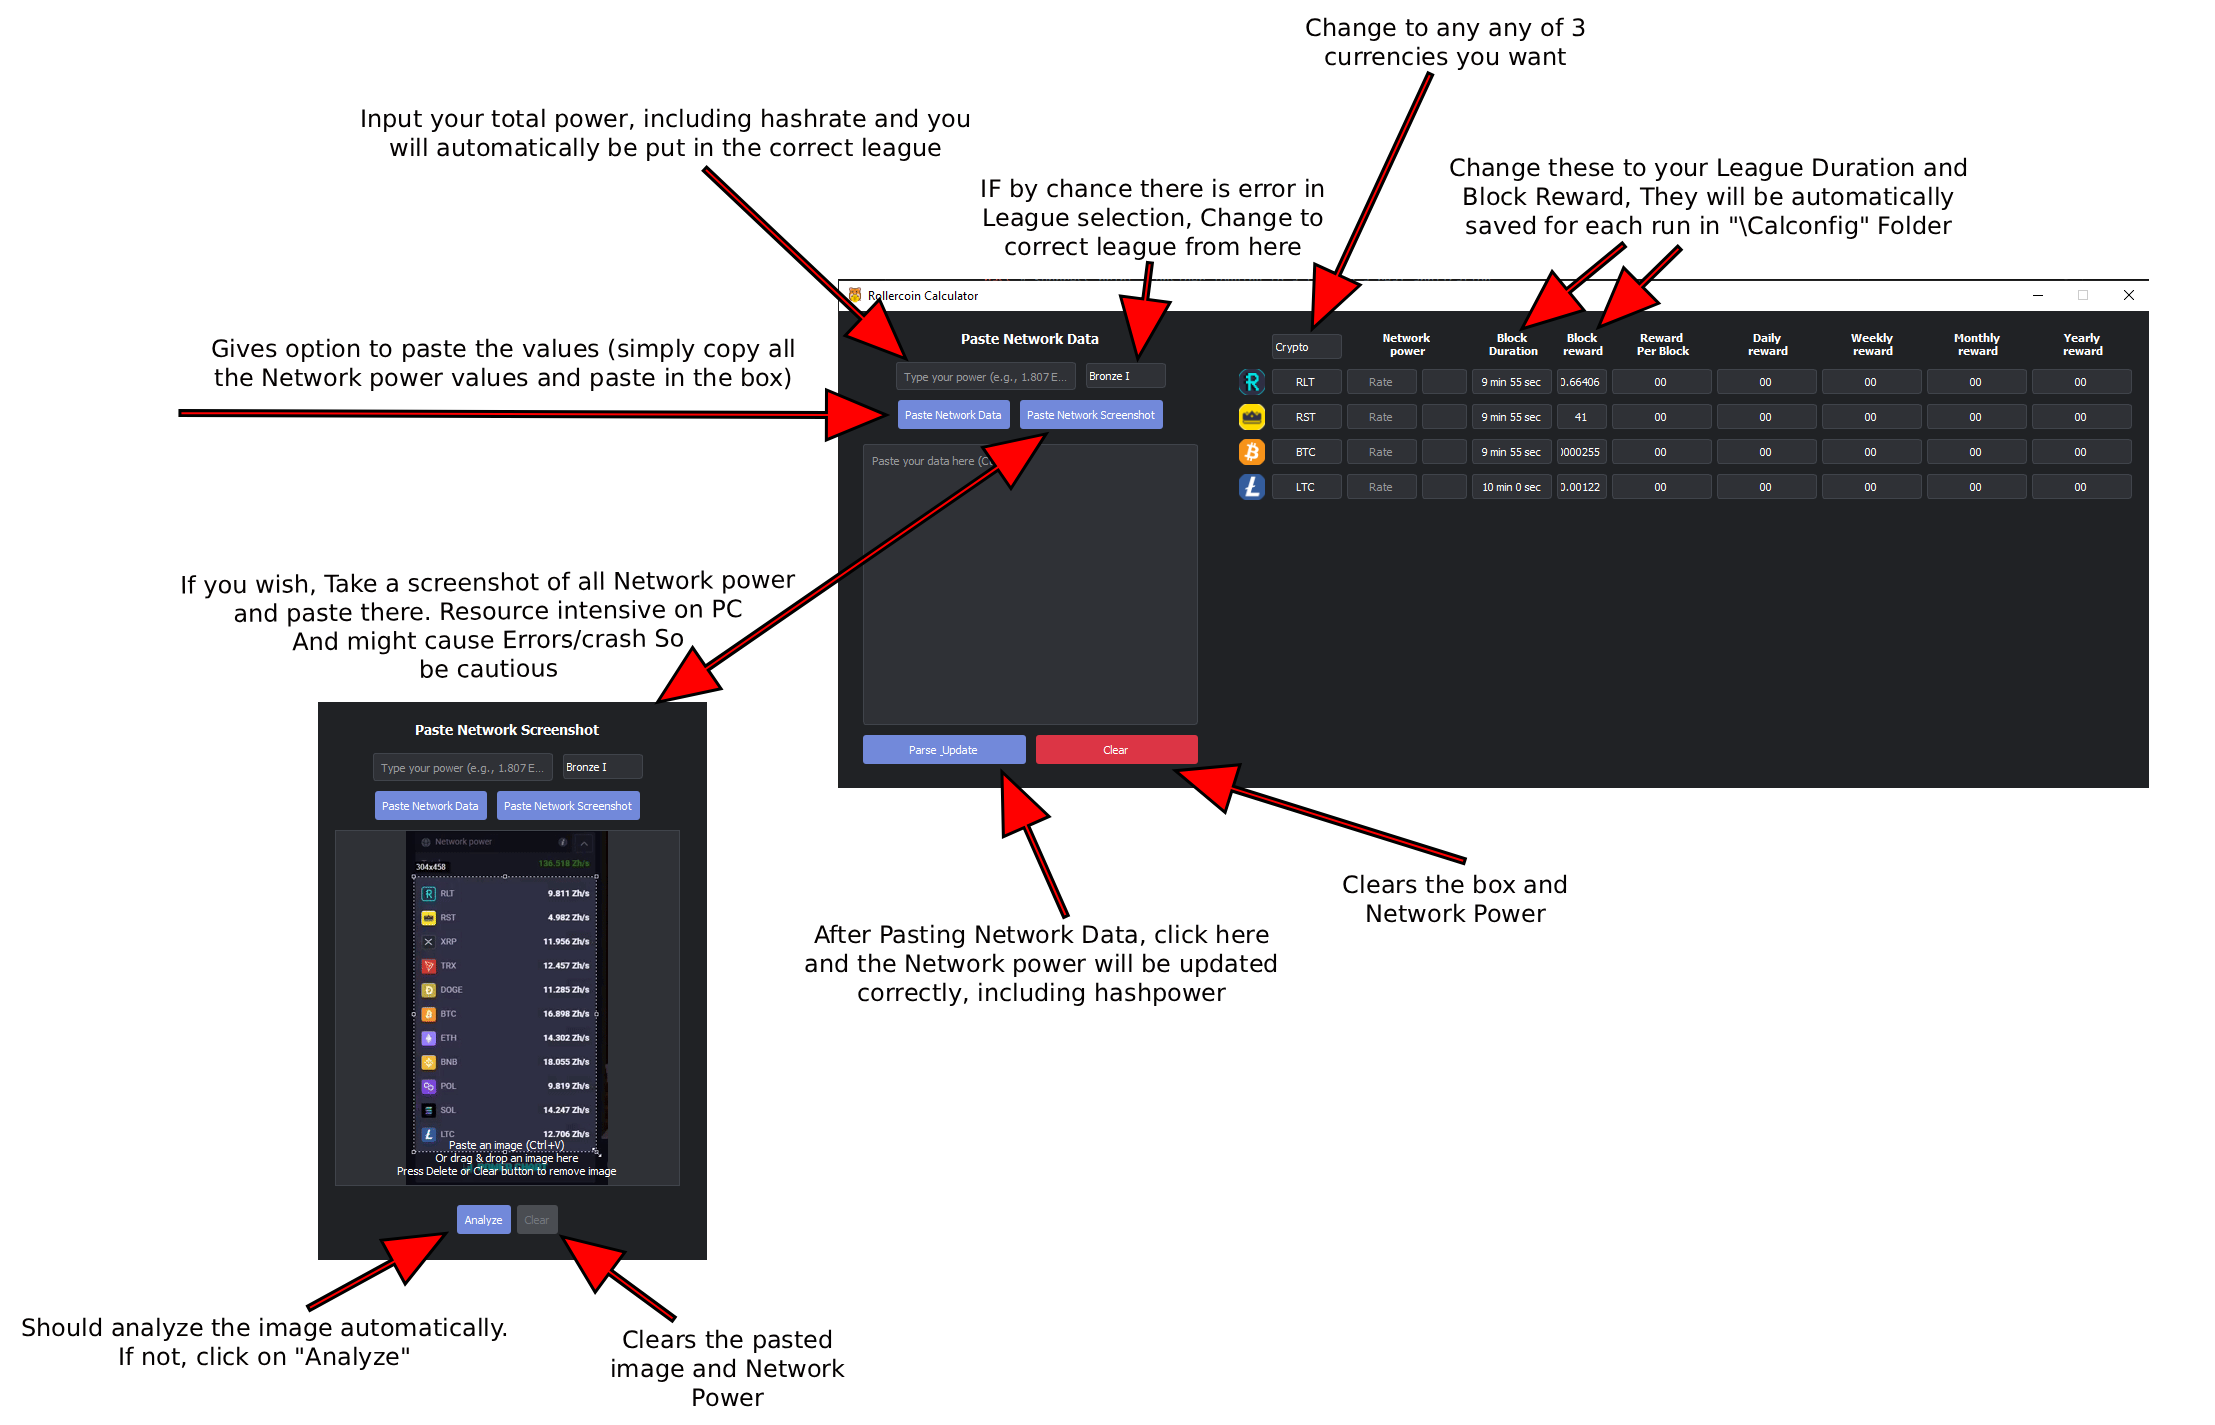 Change to any any of 3
currencies you want
Input your total power, including hashrate and you
will automatically be put in the correct league
IF by chance there is error in
League selection, Change to
correct league from here
Change these to your League Duration and
Block Reward, They will be automatically
saved for each run in "\Calconfig" Folder
Gives option to paste the values (simply copy all
the Network power values and paste in the box)
Rollercoin Calculator
Paste Network Data
Type your power (e.g., 1.807 E...
Bronze I
Paste Network Data
Paste Network Screenshot
Paste your data here (C
Parse_Update
Clear
Crypto
Network power
Block Duration
Block reward
Reward Per Block
Daily reward
Weekly reward
Monthly reward
Yearly reward
RLT Rate 9 min 55 sec 0.66406 00 00 00 00 00
RST Rate 9 min 55 sec 41 00 00 00 00 00
BTC Rate 9 min 55 sec 0000255 00 00 00 00 00
LTC Rate 10 min 0 sec 0.00122 00 00 00 00 00
If you wish, Take a screenshot of all Network power
and paste there. Resource intensive on PC
And might cause Errors/crash So
be cautious
Paste Network Screenshot
Type your power (e.g., 1.807 E...
Bronze I
Paste Network Data
Paste Network Screenshot
Network power
136.518 Zh/s
304x458
RLT 9.811 Zh/s
RST 4.982 Zh/s
XRP 11.956 Zh/s
TRX 12.457 Zh/s
DOGE 11.285 Zh/s
BTC 16.898 Zh/s
ETH 14.302 Zh/s
BNB 18.055 Zh/s
POL 9.819 Zh/s
SOL 14.247 Zh/s
LTC 12.706 Zh/s
Paste an image (Ctrl+V)
Or drag & drop an image here
Press Delete or Clear button to remove image
Analyze
Clear
After Pasting Network Data, click here
and the Network power will be updated
correctly, including hashpower
Clears the box and
Network Power
Should analyze the image automatically.
If not, click on "Analyze"
Clears the pasted
image and Network
Power